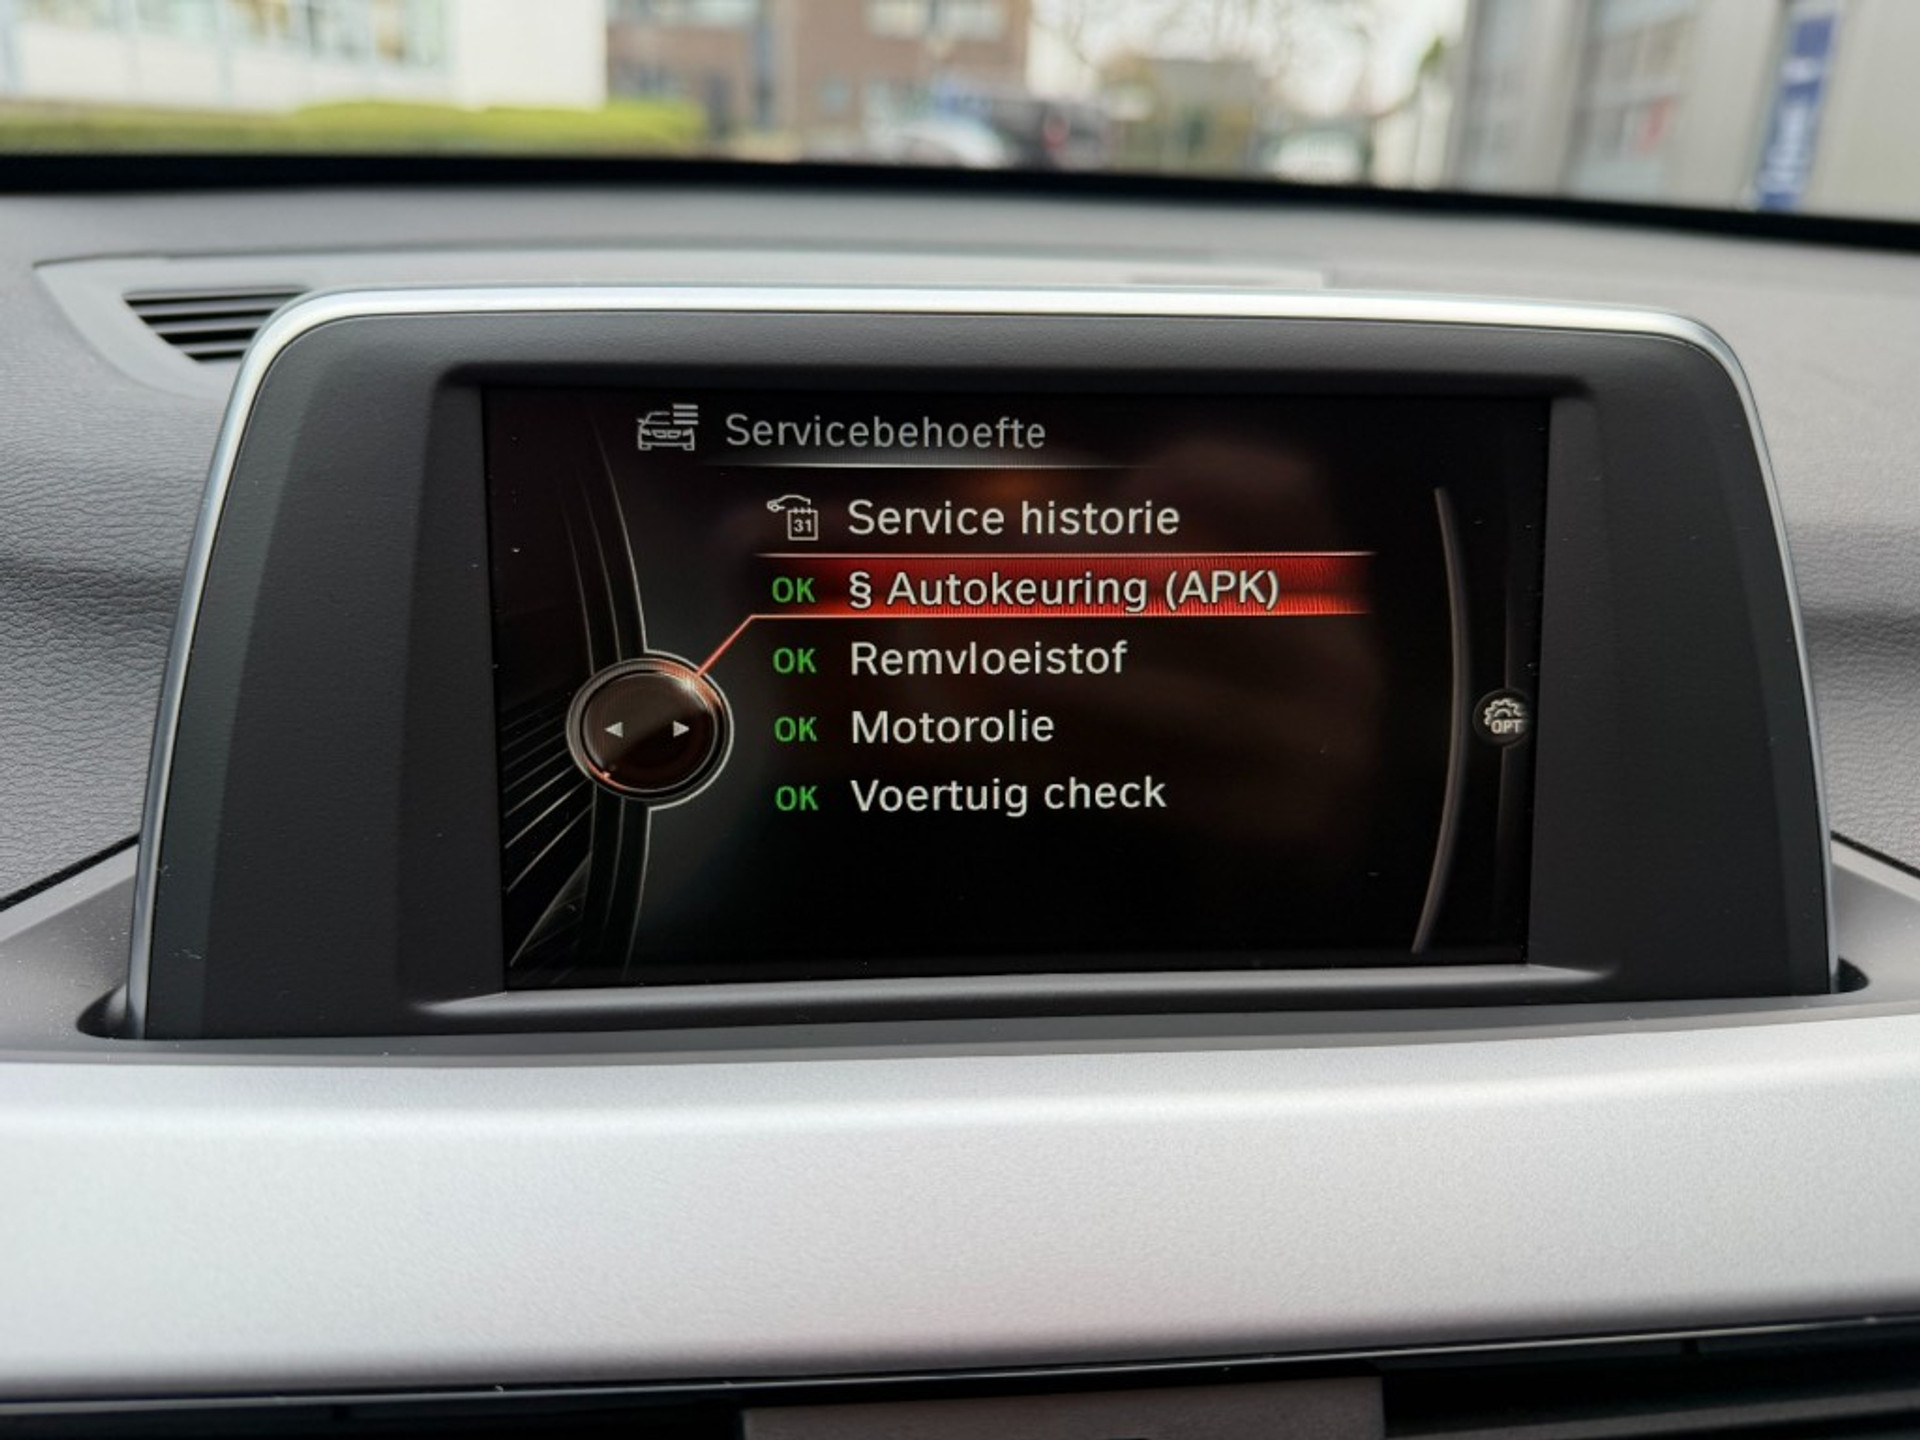 Servicebehoefte
31 Service historie
OK § Autokeuring (APK)
OK Remvloeistof
OK Motorolie
OK Voertuig check
OPT